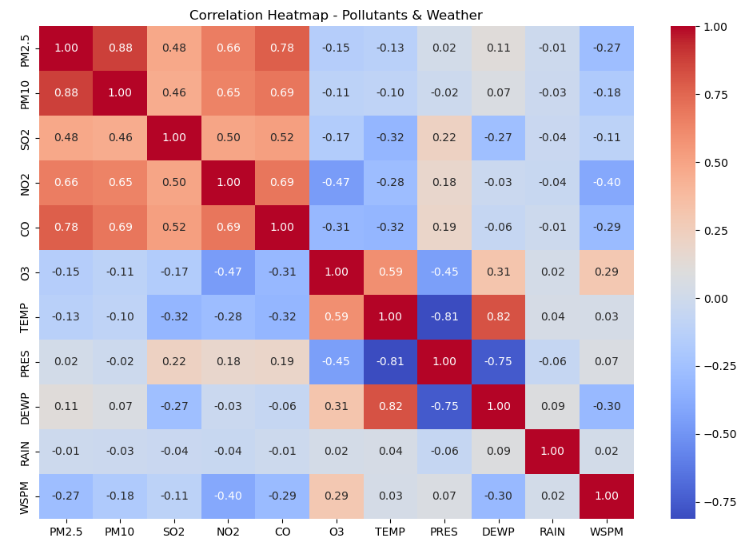 Correlation Heatmap - Pollutants & Weather
PM2.5 1.00 0.88 0.48 0.66 0.78 -0.15 -0.13 0.02 0.11 -0.01 -0.27
PM10 0.88 1.00 0.46 0.65 0.69 -0.11 -0.10 -0.02 0.07 -0.03 -0.18
SO2 0.48 0.46 1.00 0.50 0.52 -0.17 -0.32 0.22 -0.27 -0.04 -0.11
NO2 0.66 0.65 0.50 1.00 0.69 -0.47 -0.28 0.18 -0.03 -0.04 -0.40
CO 0.78 0.69 0.52 0.69 1.00 -0.31 -0.32 0.19 -0.06 -0.01 -0.29
O3 -0.15 -0.11 -0.17 -0.47 -0.31 1.00 0.59 -0.45 0.31 0.02 0.29
TEMP -0.13 -0.10 -0.32 -0.28 -0.32 0.59 1.00 -0.81 0.82 0.04 0.03
PRES 0.02 -0.02 0.22 0.18 0.19 -0.45 -0.81 1.00 -0.75 -0.06 0.07
DEWP 0.11 0.07 -0.27 -0.03 -0.06 0.31 0.82 -0.75 1.00 0.09 -0.30
RAIN -0.01 -0.03 -0.04 -0.04 -0.01 0.02 0.04 -0.06 0.09 1.00 0.02
WSPM -0.27 -0.18 -0.11 -0.40 -0.29 0.29 0.03 0.07 -0.30 0.02 1.00
PM2.5 PM10 SO2 NO2 CO O3 TEMP PRES DEWP RAIN WSPM
1.00
0.75
0.50
0.25
0.00
−0.25
−0.50
−0.75